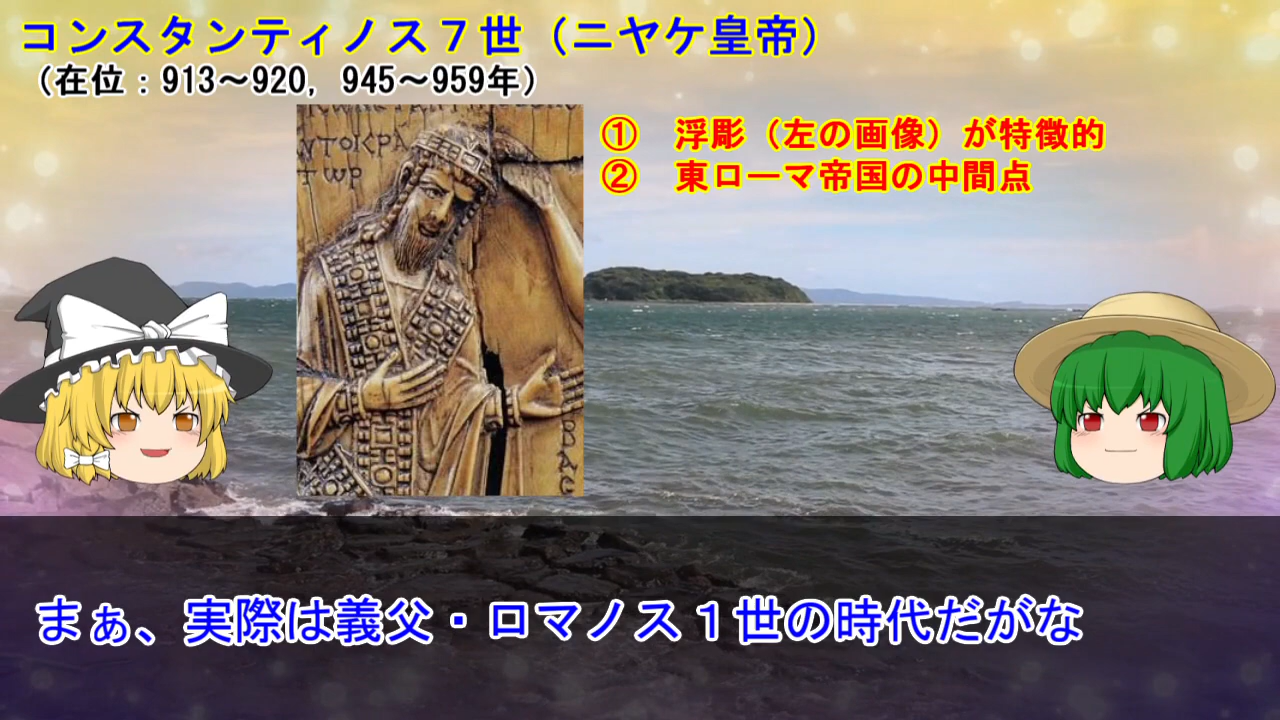 コンスタンティノス７世（ニヤケ皇帝）
（在位：913～920，945～959年）
①　浮彫（左の画像）が特徴的
②　東ローマ帝国の中間点
ΝΤΟΚΡΑ
ΤѠΡ
ΒΑϹ
まぁ、実際は義父・ロマノス１世の時代だがな